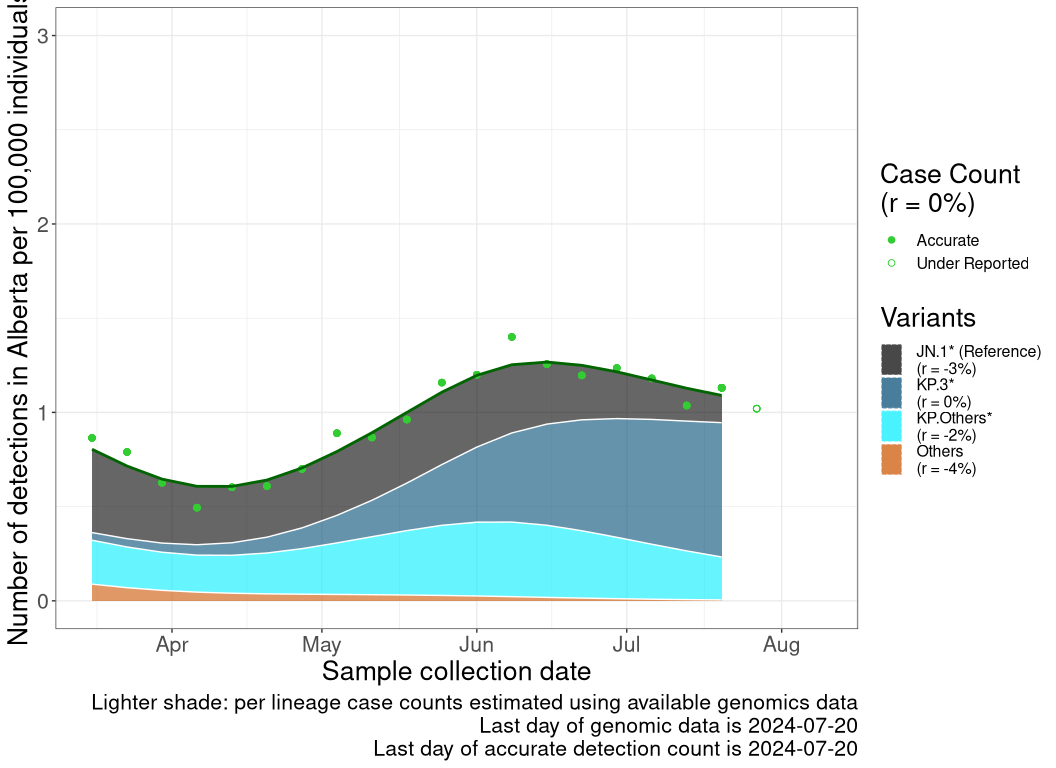 Number of detections in Alberta per 100,000 individuals
3
2
1
0
Apr
May
Jun
Jul
Aug
Sample collection date
Lighter shade: per lineage case counts estimated using available genomics data
Last day of genomic data is 2024-07-20
Last day of accurate detection count is 2024-07-20
Case Count
(r = 0%)
Accurate
Under Reported
Variants
JN.1* (Reference)
(r = -3%)
KP.3*
(r = 0%)
KP.Others*
(r = -2%)
Others
(r = -4%)